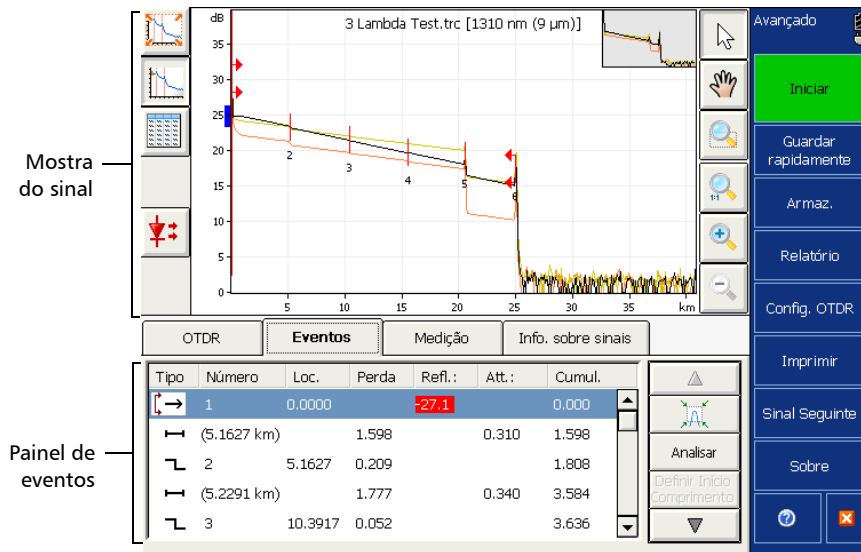 Mostra
do sinal
dB
3 Lambda Test.trc [1310 nm (9 µm)]
35
30
25
20
15
10
5
0
2
3
4
5
6
5
10
15
20
25
30
35
km
1:1
Avançado
Iniciar
Guardar
rapidamente
Armaz.
Relatório
Config. OTDR
Imprimir
Sinal Seguinte
Sobre
OTDR
Eventos
Medição
Info. sobre sinais
Painel de
eventos
Tipo Número Loc. Perda Refl.: Att.: Cumul.
1 0.0000 -27.1 0.000
(5.1627 km) 1.598 0.310 1.598
2 5.1627 0.209 1.808
(5.2291 km) 1.777 0.340 3.584
3 10.3917 0.052 3.636
Analisar
Definir Início
Comprimento